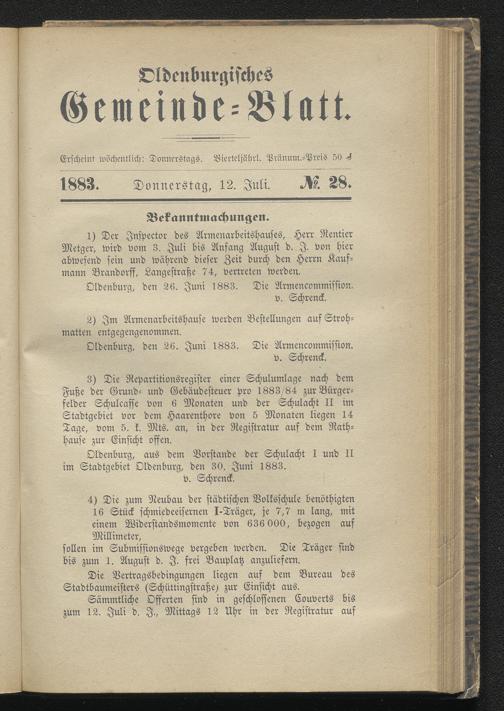 Oldenburgisches
Gemeinde=Blatt.
Erscheint wöchentlich: Donnerstags. Vierteljährl. Pränum.=Preis 50 ₰
1883. Donnerstag, 12. Juli. №. 28.
Bekanntmachungen.
1) Der Inspector des Armenarbeitshauses, Herr Rentier
Metger, wird vom 3. Juli bis Anfang August d. J. von hier
abwesend sein und während dieser Zeit durch den Herrn Kauf-
mann Brandorff, Langestraße 74, vertreten werden.
Oldenburg, den 26. Juni 1883. Die Armencommission.
v. Schrenck.
2) Im Armenarbeitshause werden Bestellungen auf Stroh-
matten entgegengenommen.
Oldenburg, den 26. Juni 1883. Die Armencommission.
v. Schrenck.
3) Die Repartitionsregister einer Schulumlage nach dem
Fuße der Grund= und Gebäudesteuer pro 1883/84 zur Bürger-
felder Schulcasse von 6 Monaten und der Schulacht II im
Stadtgebiet vor dem Haarenthore von 5 Monaten liegen 14
Tage, vom 5. k. Mts. an, in der Registratur auf dem Rath-
hause zur Einsicht offen.
Oldenburg, aus dem Vorstande der Schulacht I und II
im Stadtgebiet Oldenburg, den 30. Juni 1883.
v. Schrenck.
4) Die zum Neubau der städtischen Volksschule benöthigten
16 Stück schmiedeeisernen I=Träger, je 7,7 m lang, mit
einem Widerstandsmomente von 636000, bezogen auf
Millimeter,
sollen im Submissionswege vergeben werden. Die Träger sind
bis zum 1. August d. J. frei Bauplatz anzuliefern.
Die Vertragsbedingungen liegen auf dem Bureau des
Stadtbaumeisters (Schüttingstraße) zur Einsicht aus.
Sämmtliche Offerten sind in geschlossenen Couverts bis
zum 12. Juli d. J., Mittags 12 Uhr in der Registratur auf